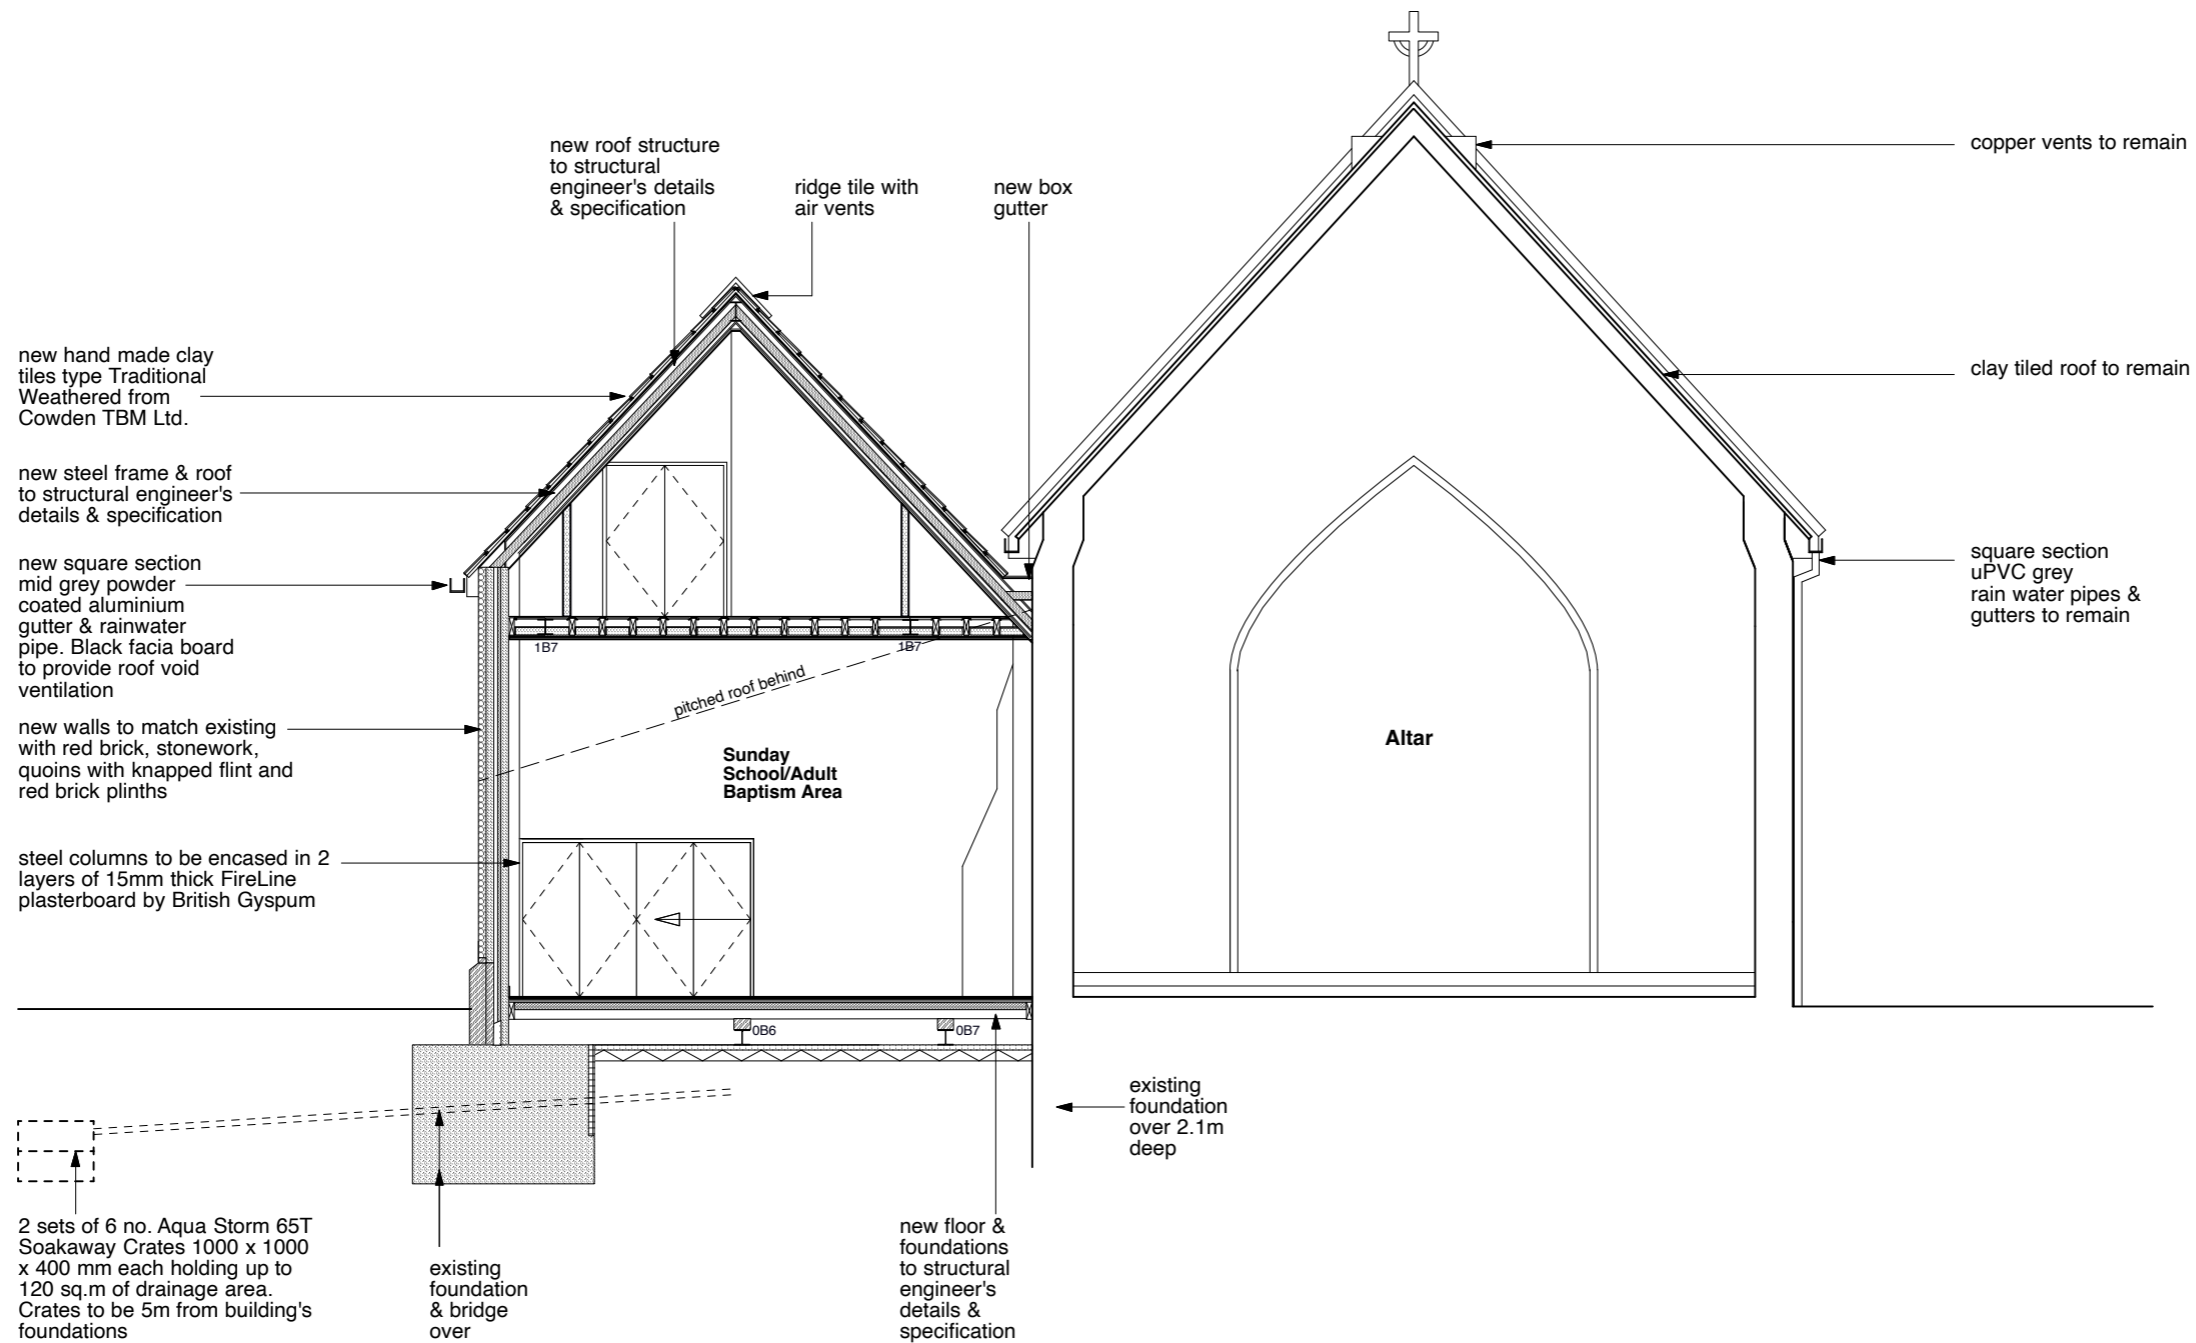 new roof structure
to structural
engineer's details
& specification
ridge tile with
air vents
new box
gutter
copper vents to remain
new hand made clay
tiles type Traditional
Weathered from
Cowden TBM Ltd.
clay tiled roof to remain
new steel frame & roof
to structural engineer's
details & specification
new square section
mid grey powder
coated aluminium
gutter & rainwater
pipe. Black facia board
to provide roof void
ventilation
square section
uPVC grey
rain water pipes &
gutters to remain
1B7
1B7
pitched roof behind
new walls to match existing
with red brick, stonework,
quoins with knapped flint and
red brick plinths
Sunday
School/Adult
Baptism Area
Altar
steel columns to be encased in 2
layers of 15mm thick FireLine
plasterboard by British Gyspum
0B6
0B7
existing
foundation
over 2.1m
deep
2 sets of 6 no. Aqua Storm 65T
Soakaway Crates 1000 x 1000
x 400 mm each holding up to
120 sq.m of drainage area.
Crates to be 5m from building's
foundations
existing
foundation
& bridge
over
new floor &
foundations
to structural
engineer's
details &
specification